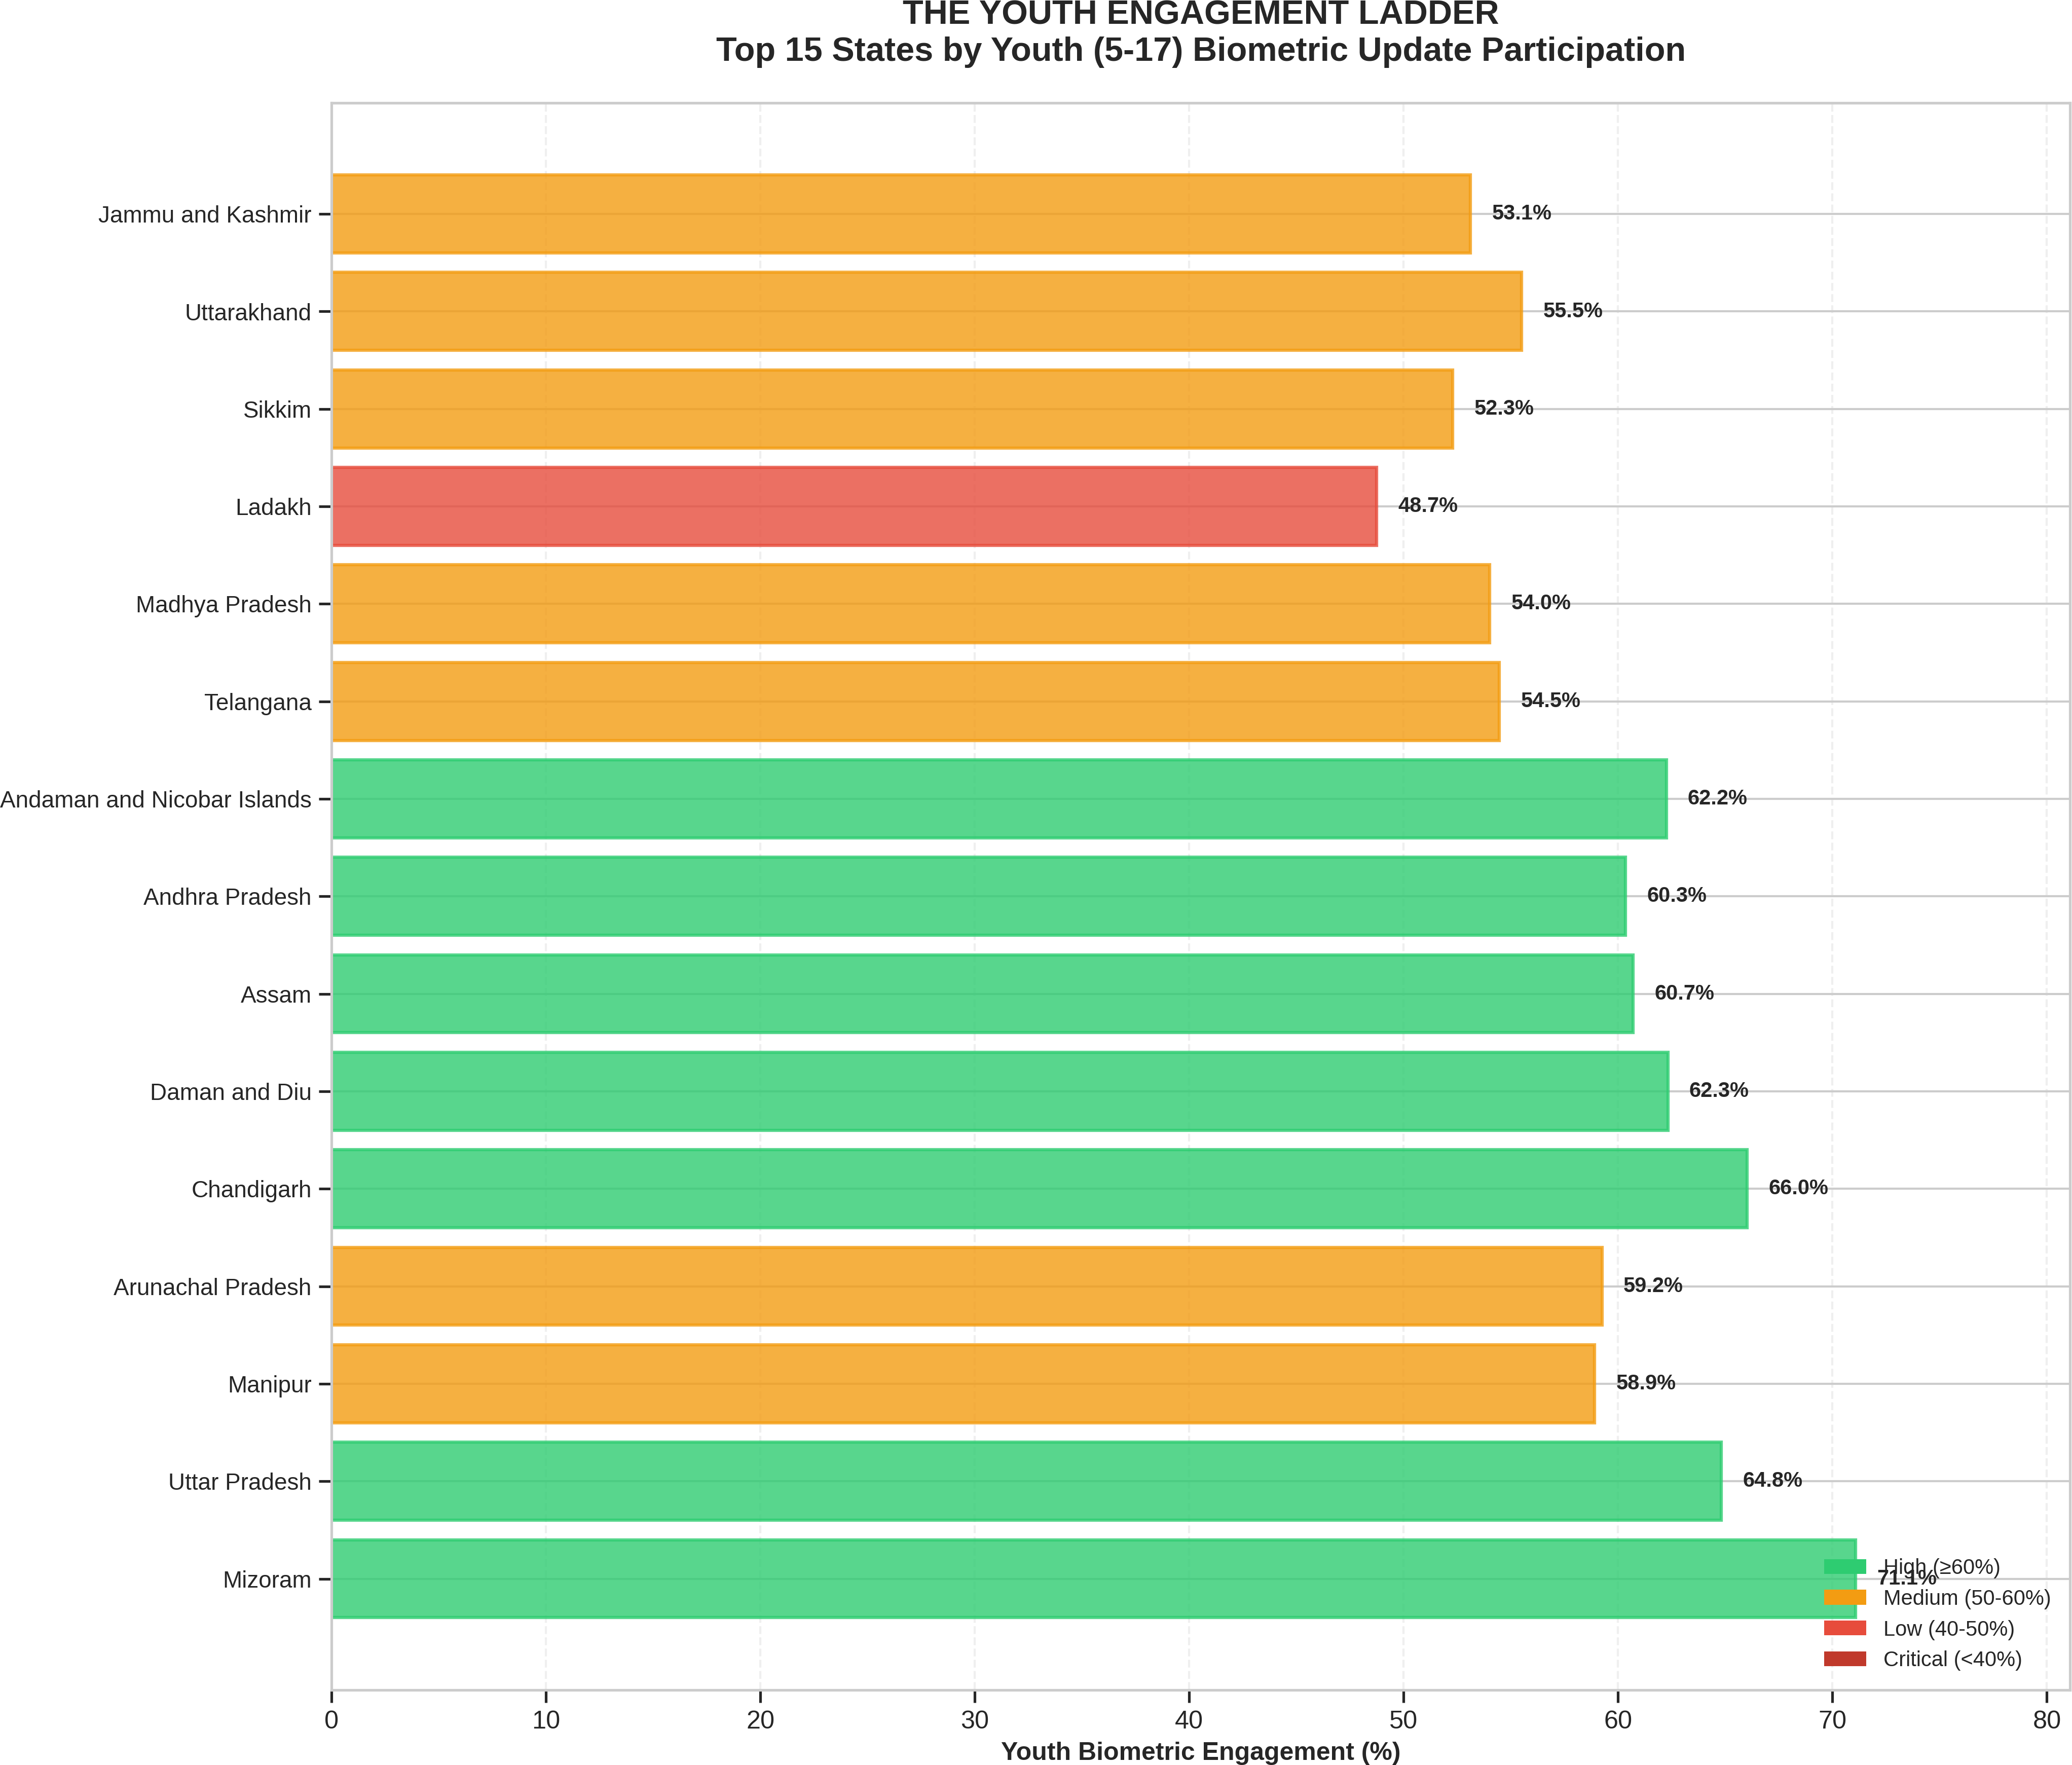 THE YOUTH ENGAGEMENT LADDER
Top 15 States by Youth (5-17) Biometric Update Participation
Jammu and Kashmir 53.1%
Uttarakhand 55.5%
Sikkim 52.3%
Ladakh 48.7%
Madhya Pradesh 54.0%
Telangana 54.5%
Andaman and Nicobar Islands 62.2%
Andhra Pradesh 60.3%
Assam 60.7%
Daman and Diu 62.3%
Chandigarh 66.0%
Arunachal Pradesh 59.2%
Manipur 58.9%
Uttar Pradesh 64.8%
Mizoram 71.1%
High (≥60%)
Medium (50-60%)
Low (40-50%)
Critical (<40%)
0 10 20 30 40 50 60 70 80
Youth Biometric Engagement (%)